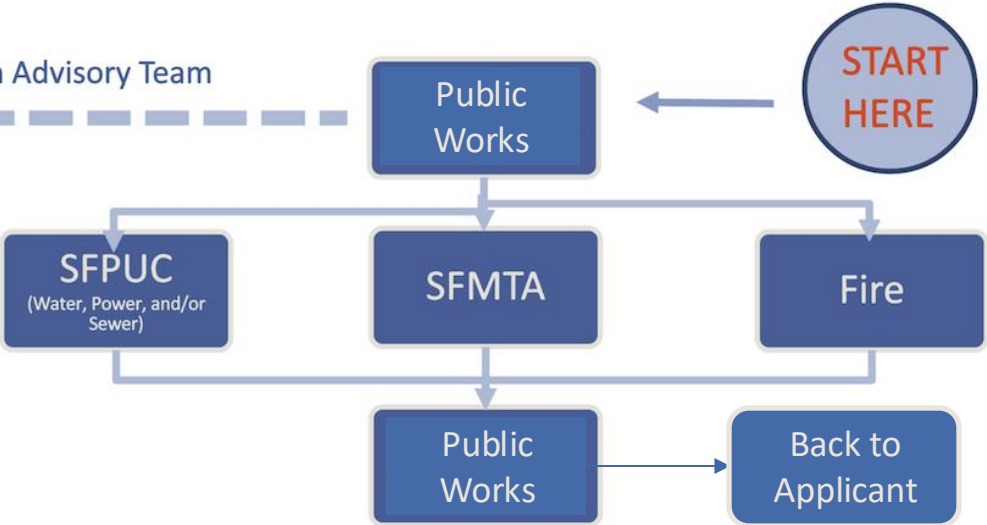 Advisory Team
START
HERE
Public
Works
SFPUC
(Water, Power, and/or
Sewer)
SFMTA
Fire
Public
Works
Back to
Applicant